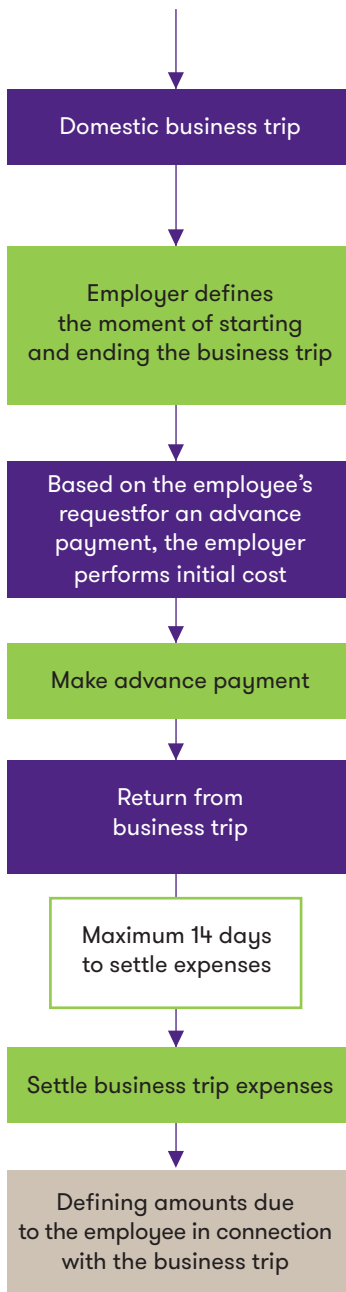 Domestic business trip
Employer defines
the moment of starting
and ending the business trip
Based on the employee's
requestfor an advance
payment, the employer
performs initial cost
Make advance payment
Return from
business trip
Maximum 14 days
to settle expenses
Settle business trip expenses
Defining amounts due
to the employee in connection
with the business trip